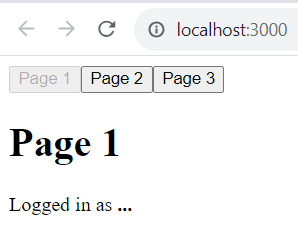 localhost:3000
Page 1 Page 2 Page 3
Page 1
Logged in as ...